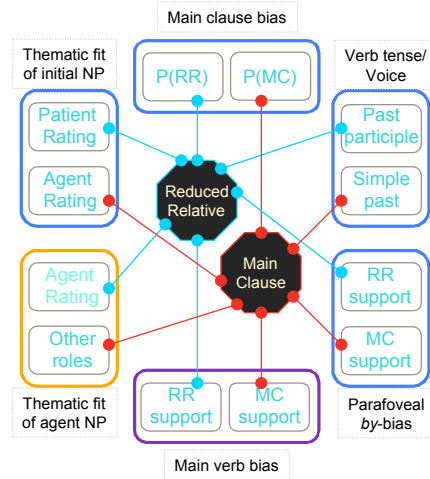 Main clause bias
Thematic fit
of initial NP
Verb tense/
Voice
P(RR)
P(MC)
Patient
Rating
Agent
Rating
Past
participle
Simple
past
Reduced
Relative
Main
Clause
Agent
Rating
Other
roles
RR
support
MC
support
Thematic fit
of agent NP
RR
support
MC
support
Parafoveal
by-bias
Main verb bias